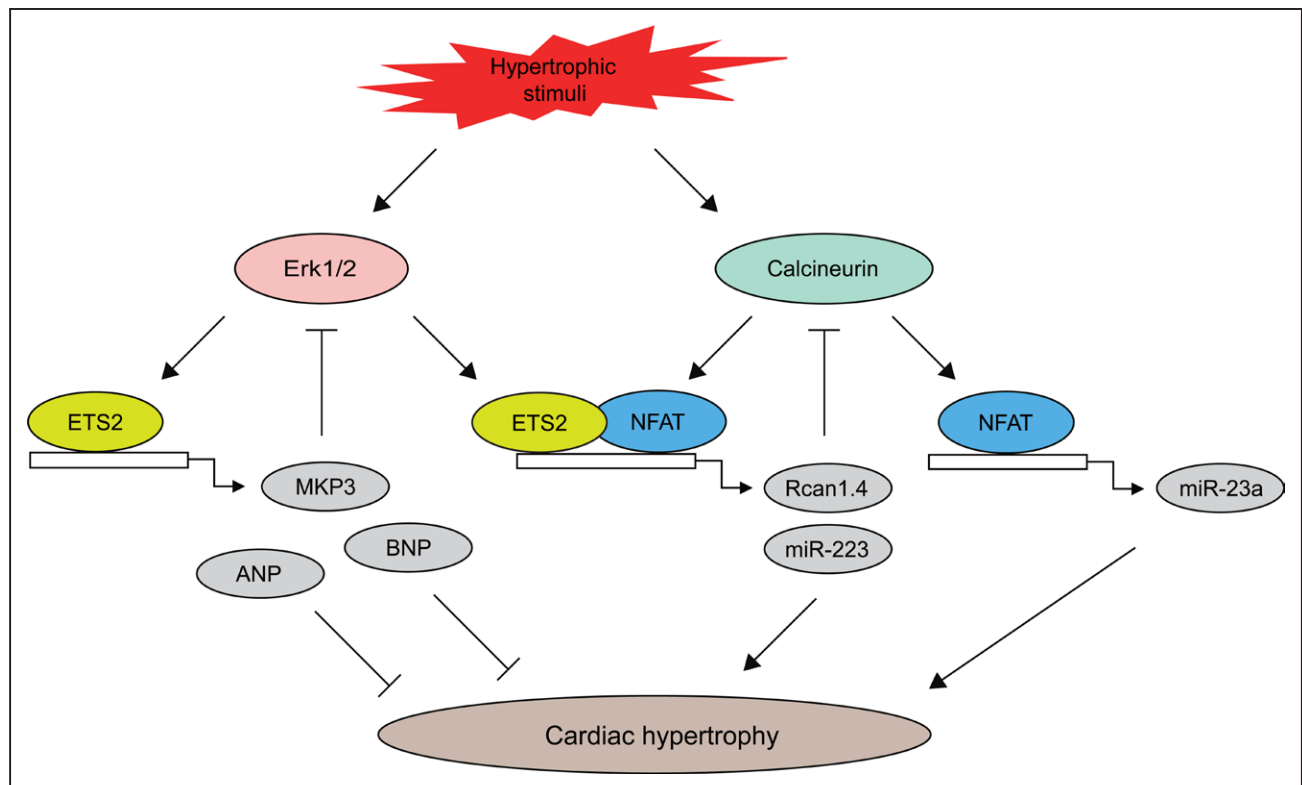 Hypertrophic
stimuli
Erk1/2
Calcineurin
ETS2
ETS2
NFAT
NFAT
MKP3
Rcan1.4
miR-23a
BNP
miR-223
ANP
Cardiac hypertrophy